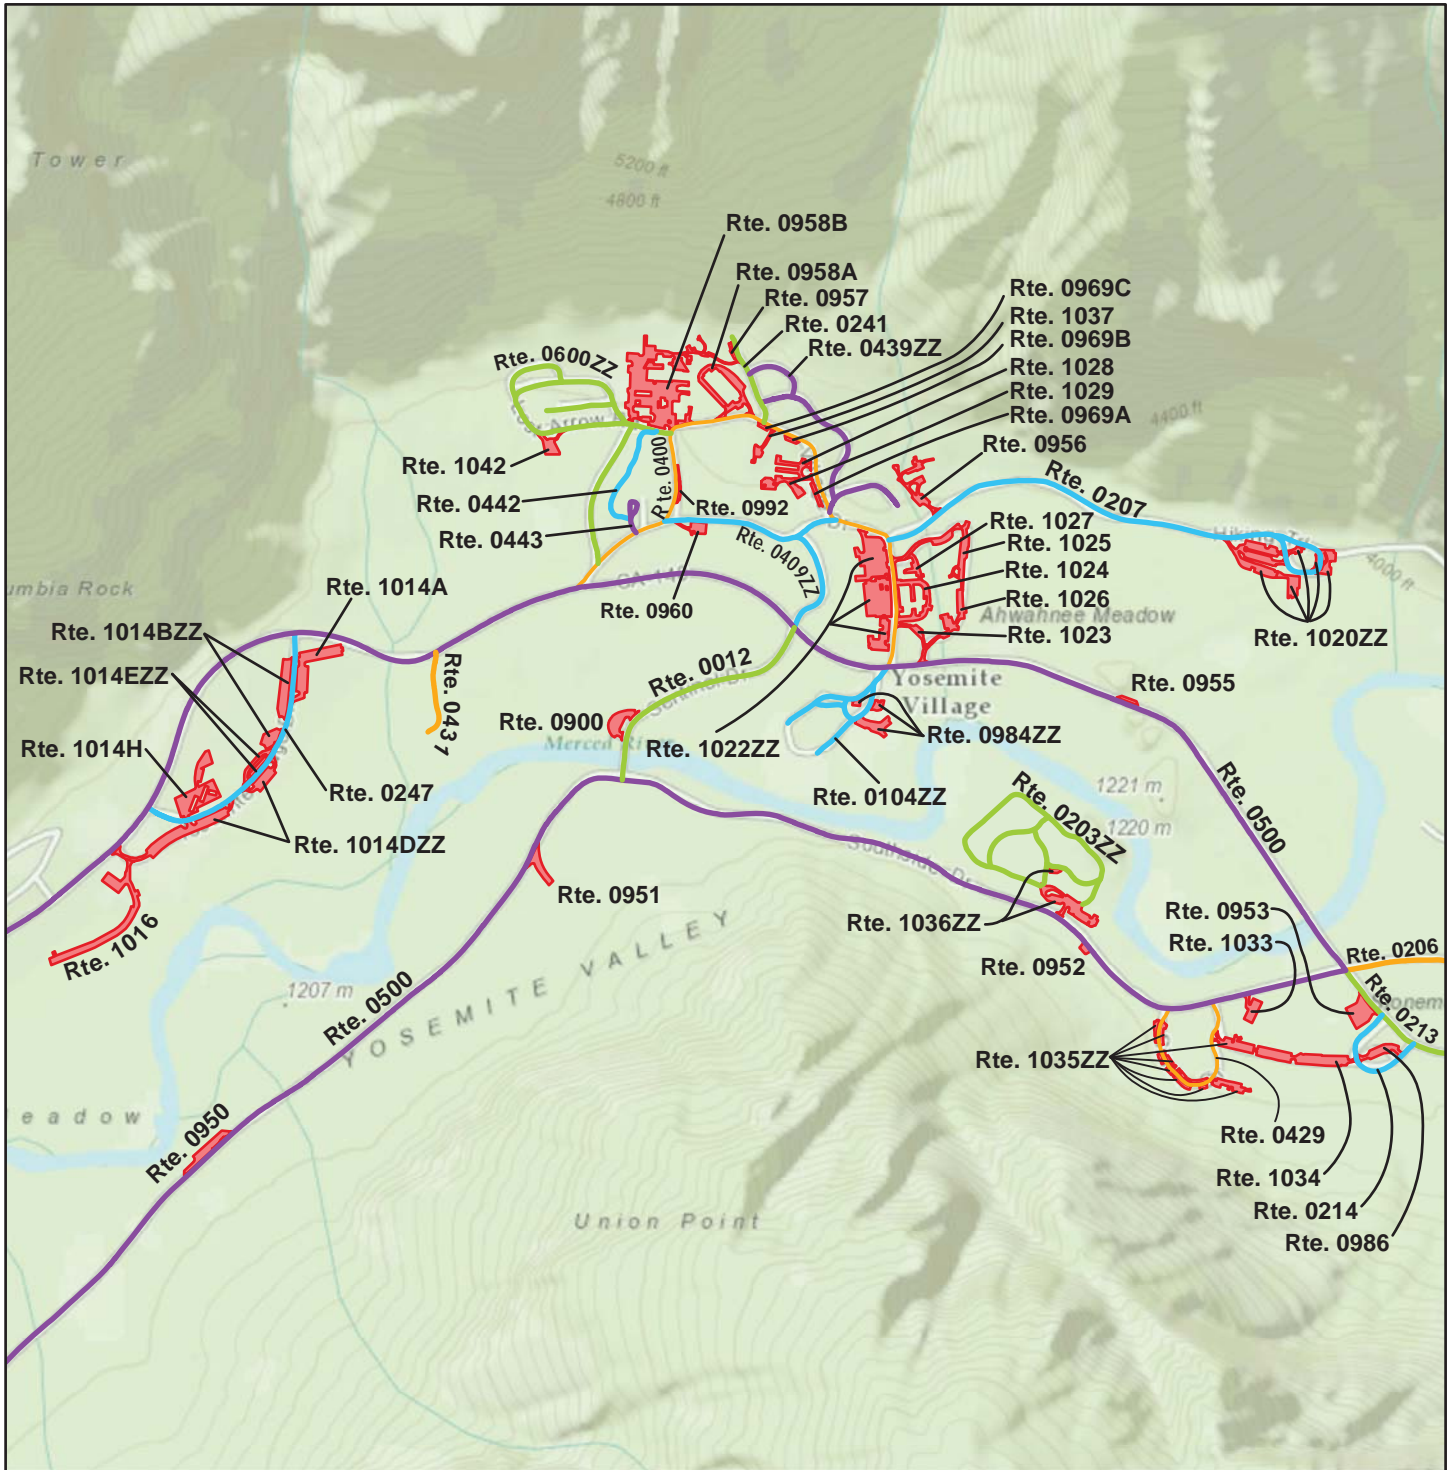 Tower
5200 ft
4800 ft
Rte. 0958B
Rte. 0958A
Rte. 0957
Rte. 0241
Rte. 0439ZZ
Rte. 0969C
Rte. 1037
Rte. 0969B
Rte. 1028
Rte. 1029
Rte. 0969A
4400 ft
Rte. 0956
Rte. 0600ZZ
Rte. 1042
Rte. 0442
Rte. 0400
Rte. 0992
Rte. 0443
Rte. 0207
Rte. 1027
Rte. 1025
Rte. 1024
Rte. 1026
Rte. 1023
Rte. 0409ZZ
Rte. 0960
4000 ft
Ahwahnee Meadow
Rte. 1020ZZ
umbia Rock
Rte. 1014A
Rte. 1014BZZ
Rte. 1014EZZ
Rte. 1014H
Rte. 0247
Rte. 1014DZZ
Rte. 0437
Rte. 0012
Rte. 0900
Merced River
Rte. 1022ZZ
Yosemite
Village
Rte. 0984ZZ
Rte. 0104ZZ
Rte. 0955
1221 m
1220 m
Rte. 0500
Rte. 0203ZZ
Southside Dr
Rte. 0951
Rte. 1036ZZ
Rte. 0952
Rte. 0953
Rte. 1033
Rte. 0206
Rte. 0213
Rte. 1016
1207 m
Rte. 0500
YOSEMITE VALLEY
Rte. 1035ZZ
Rte. 0429
Rte. 1034
Rte. 0214
Rte. 0986
eadow
Rte. 0950
Union Point